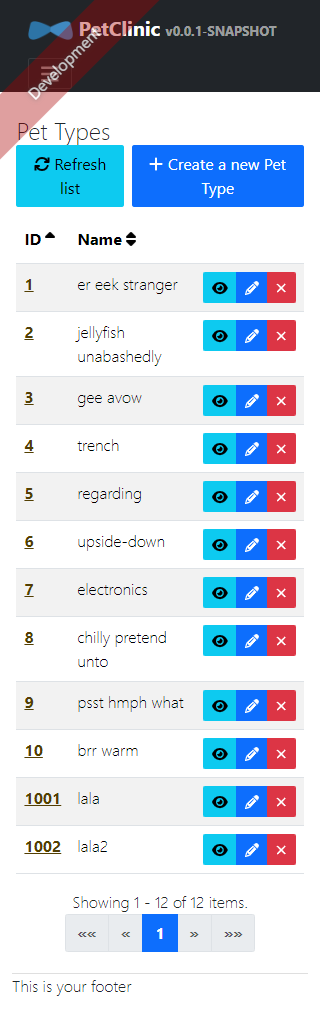 PetClinic v0.0.1-SNAPSHOT
Development
Pet Types
Refresh list
Create a new Pet Type
ID Name
1 er eek stranger
2 jellyfish unabashedly
3 gee avow
4 trench
5 regarding
6 upside-down
7 electronics
8 chilly pretend unto
9 psst hmph what
10 brr warm
1001 lala
1002 lala2
Showing 1 - 12 of 12 items.
«« « 1 » »»
This is your footer